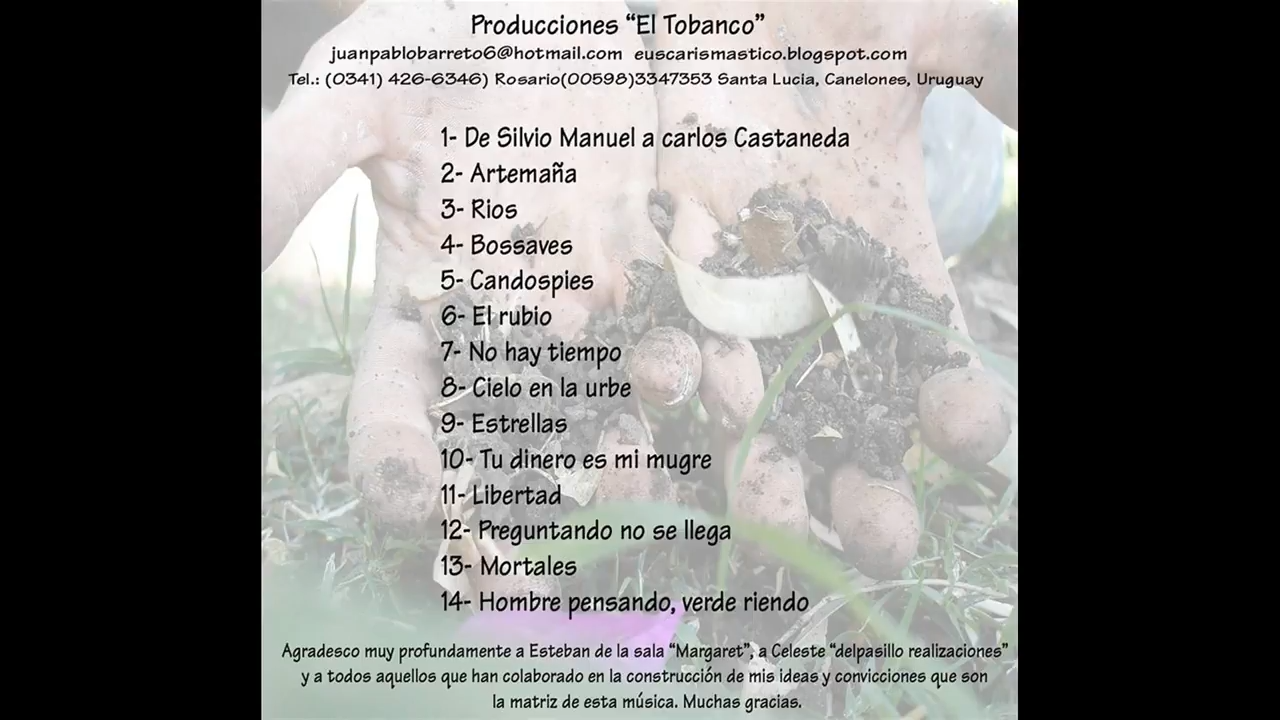 Producciones “El Tobanco”
juanpablobarreto6@hotmail.com euscarismastico.blogspot.com
Tel.: (0341) 426-6346) Rosario(00598)3347353 Santa Lucia, Canelones, Uruguay
1- De Silvio Manuel a carlos Castaneda
2- Artemaña
3- Rios
4- Bossaves
5- Candospies
6- El rubio
7- No hay tiempo
8- Cielo en la urbe
9- Estrellas
10- Tu dinero es mi mugre
11- Libertad
12- Preguntando no se llega
13- Mortales
14- Hombre pensando, verde riendo
Agradesco muy profundamente a Esteban de la sala “Margaret”, a Celeste “delpasillo realizaciones”
y a todos aquellos que han colaborado en la construcción de mis ideas y convicciones que son
la matriz de esta música. Muchas gracias.